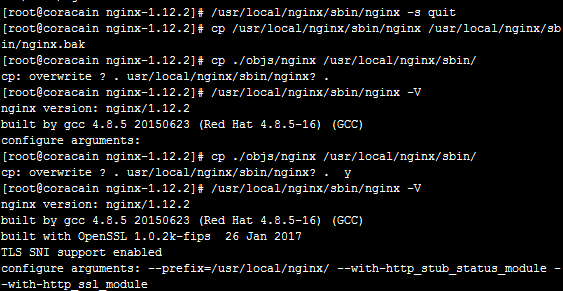 [root@coracain nginx-1.12.2]# /usr/local/nginx/sbin/nginx -s quit
[root@coracain nginx-1.12.2]# cp /usr/local/nginx/sbin/nginx /usr/local/nginx/sb
in/nginx.bak
[root@coracain nginx-1.12.2]# cp ./objs/nginx /usr/local/nginx/sbin/
cp: overwrite ? . usr/local/nginx/sbin/nginx? .
[root@coracain nginx-1.12.2]# /usr/local/nginx/sbin/nginx -V
nginx version: nginx/1.12.2
built by gcc 4.8.5 20150623 (Red Hat 4.8.5-16) (GCC)
configure arguments:
[root@coracain nginx-1.12.2]# cp ./objs/nginx /usr/local/nginx/sbin/
cp: overwrite ? . usr/local/nginx/sbin/nginx? .  y
[root@coracain nginx-1.12.2]# /usr/local/nginx/sbin/nginx -V
nginx version: nginx/1.12.2
built by gcc 4.8.5 20150623 (Red Hat 4.8.5-16) (GCC)
built with OpenSSL 1.0.2k-fips  26 Jan 2017
TLS SNI support enabled
configure arguments: --prefix=/usr/local/nginx/ --with-http_stub_status_module -
-with-http_ssl_module